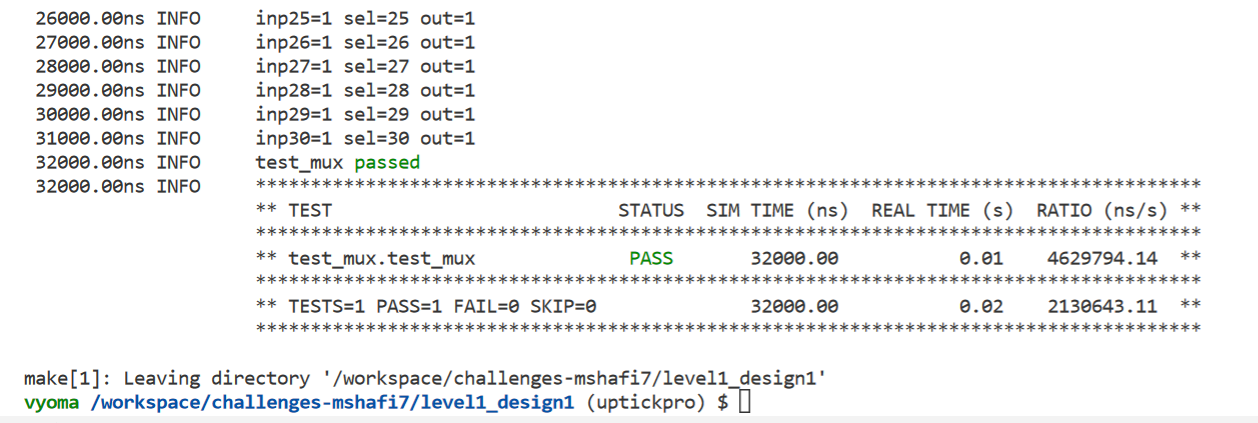 26000.00ns INFO     inp25=1 sel=25 out=1
27000.00ns INFO     inp26=1 sel=26 out=1
28000.00ns INFO     inp27=1 sel=27 out=1
29000.00ns INFO     inp28=1 sel=28 out=1
30000.00ns INFO     inp29=1 sel=29 out=1
31000.00ns INFO     inp30=1 sel=30 out=1
32000.00ns INFO     test_mux passed
32000.00ns INFO     **************************************************************************************
** TEST                          STATUS  SIM TIME (ns)  REAL TIME (s)  RATIO (ns/s) **
**************************************************************************************
** test_mux.test_mux              PASS       32000.00           0.01    4629794.14  **
**************************************************************************************
** TESTS=1 PASS=1 FAIL=0 SKIP=0              32000.00           0.02    2130643.11  **
**************************************************************************************
make[1]: Leaving directory '/workspace/challenges-mshafi7/level1_design1'
vyoma /workspace/challenges-mshafi7/level1_design1 (uptickpro) $